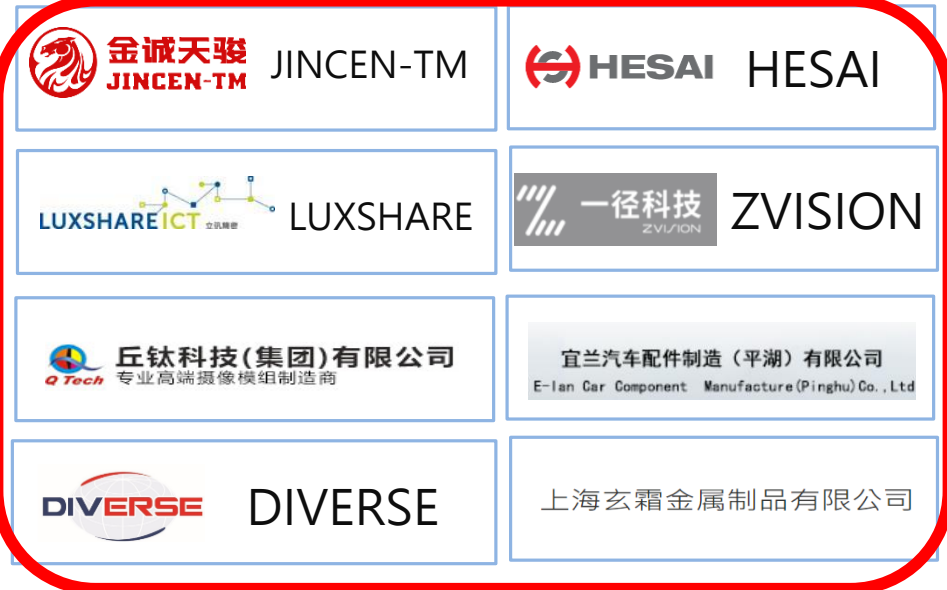 金诚天骏
JINCEN-TM
JINCEN-TM
HESAI
HESAI
LUXSHARE ICT 立讯精密
LUXSHARE
一径科技
ZVISION
ZVISION
Q Tech
丘钛科技(集团)有限公司
专业高端摄像模组制造商
宜兰汽车配件制造（平湖）有限公司
E-lan Car Component Manufacture(Pinghu)Co.,Ltd
DIVERSE
DIVERSE
上海玄霜金属制品有限公司